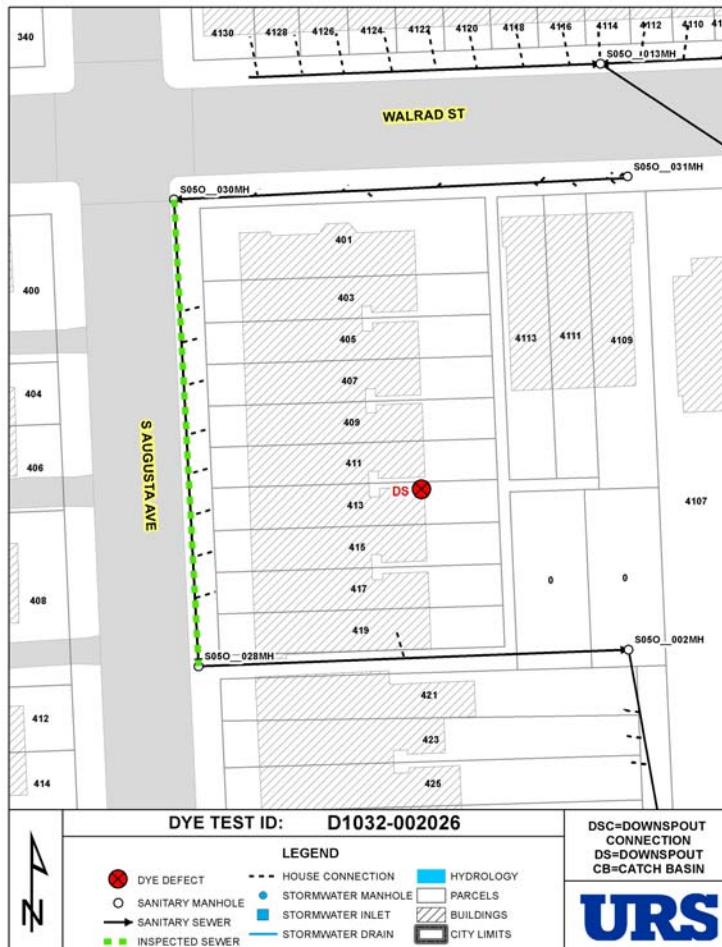 340
4130 4128 4126 4124 4122 4120 4118 4116 4114 4112 4110
S05O__013MH
WALRAD ST
S05O__031MH
S05O__030MH
401
400
403
405
4113 4111 4109
404
407
S AUGUSTA AVE
409
406
411
DS
413
4107
415
408
417
0 0
419
S05O__002MH
S05O__028MH
421
412
423
414
425
DYE TEST ID: D1032-002026
LEGEND
DYE DEFECT
SANITARY MANHOLE
SANITARY SEWER
INSPECTED SEWER
HOUSE CONNECTION
STORMWATER MANHOLE
STORMWATER INLET
STORMWATER DRAIN
HYDROLOGY
PARCELS
BUILDINGS
CITY LIMITS
DSC=DOWNSPOUT
CONNECTION
DS=DOWNSPOUT
CB=CATCH BASIN
N
URS